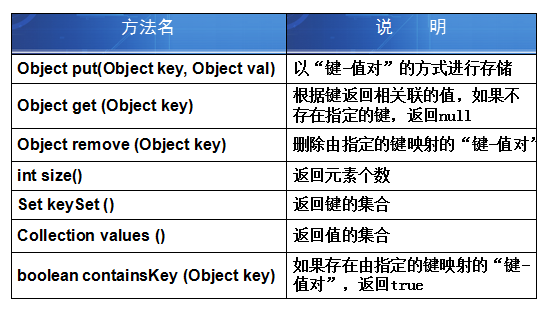 方法名 说 明
Object put(Object key, Object val) 以“键-值对”的方式进行存储
Object get (Object key) 根据键返回相关联的值，如果不
存在指定的键，返回null
Object remove (Object key) 删除由指定的键映射的“键-值对”
int size() 返回元素个数
Set keySet () 返回键的集合
Collection values () 返回值的集合
boolean containsKey (Object key) 如果存在由指定的键映射的“键-
值对”，返回true